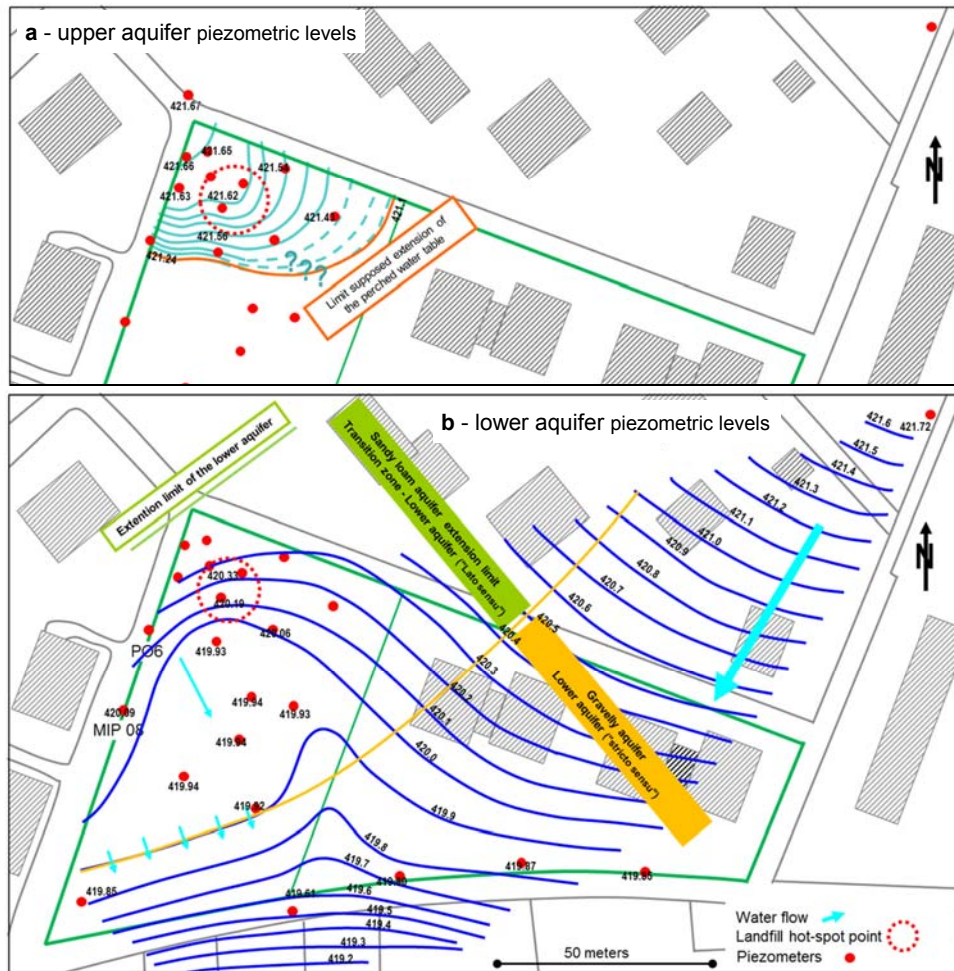 a - upper aquifer piezometric levels
421.67
421.65
421.66
421.54
421.63
421.62
421.49
421.1
421.56
421.24
???
Limit supposed extension of
the perched water table
N
b - lower aquifer piezometric levels
Extention limit of the lower aquifer
Sandy loam aquifer extension limit
Transition zone - Lower aquifer ("Lato sensu")
421.6
421.72
421.5
421.4
421.3
421.2
421.1
421.0
420.9
420.8
420.7
420.6
420.5
420.4
N
420.33
420.19
420.06
419.93
PO6
420.3
420.2
420.1
420.0
Gravelly aquifer
Lower aquifer ("stricto sensu")
419.94
419.93
420.09
MIP 08
419.94
419.94
419.92
419.9
419.8
419.7
419.87
419.85
419.61
419.6
419.5
419.4
419.3
419.2
50 meters
Water flow
Landfill hot-spot point
Piezometers